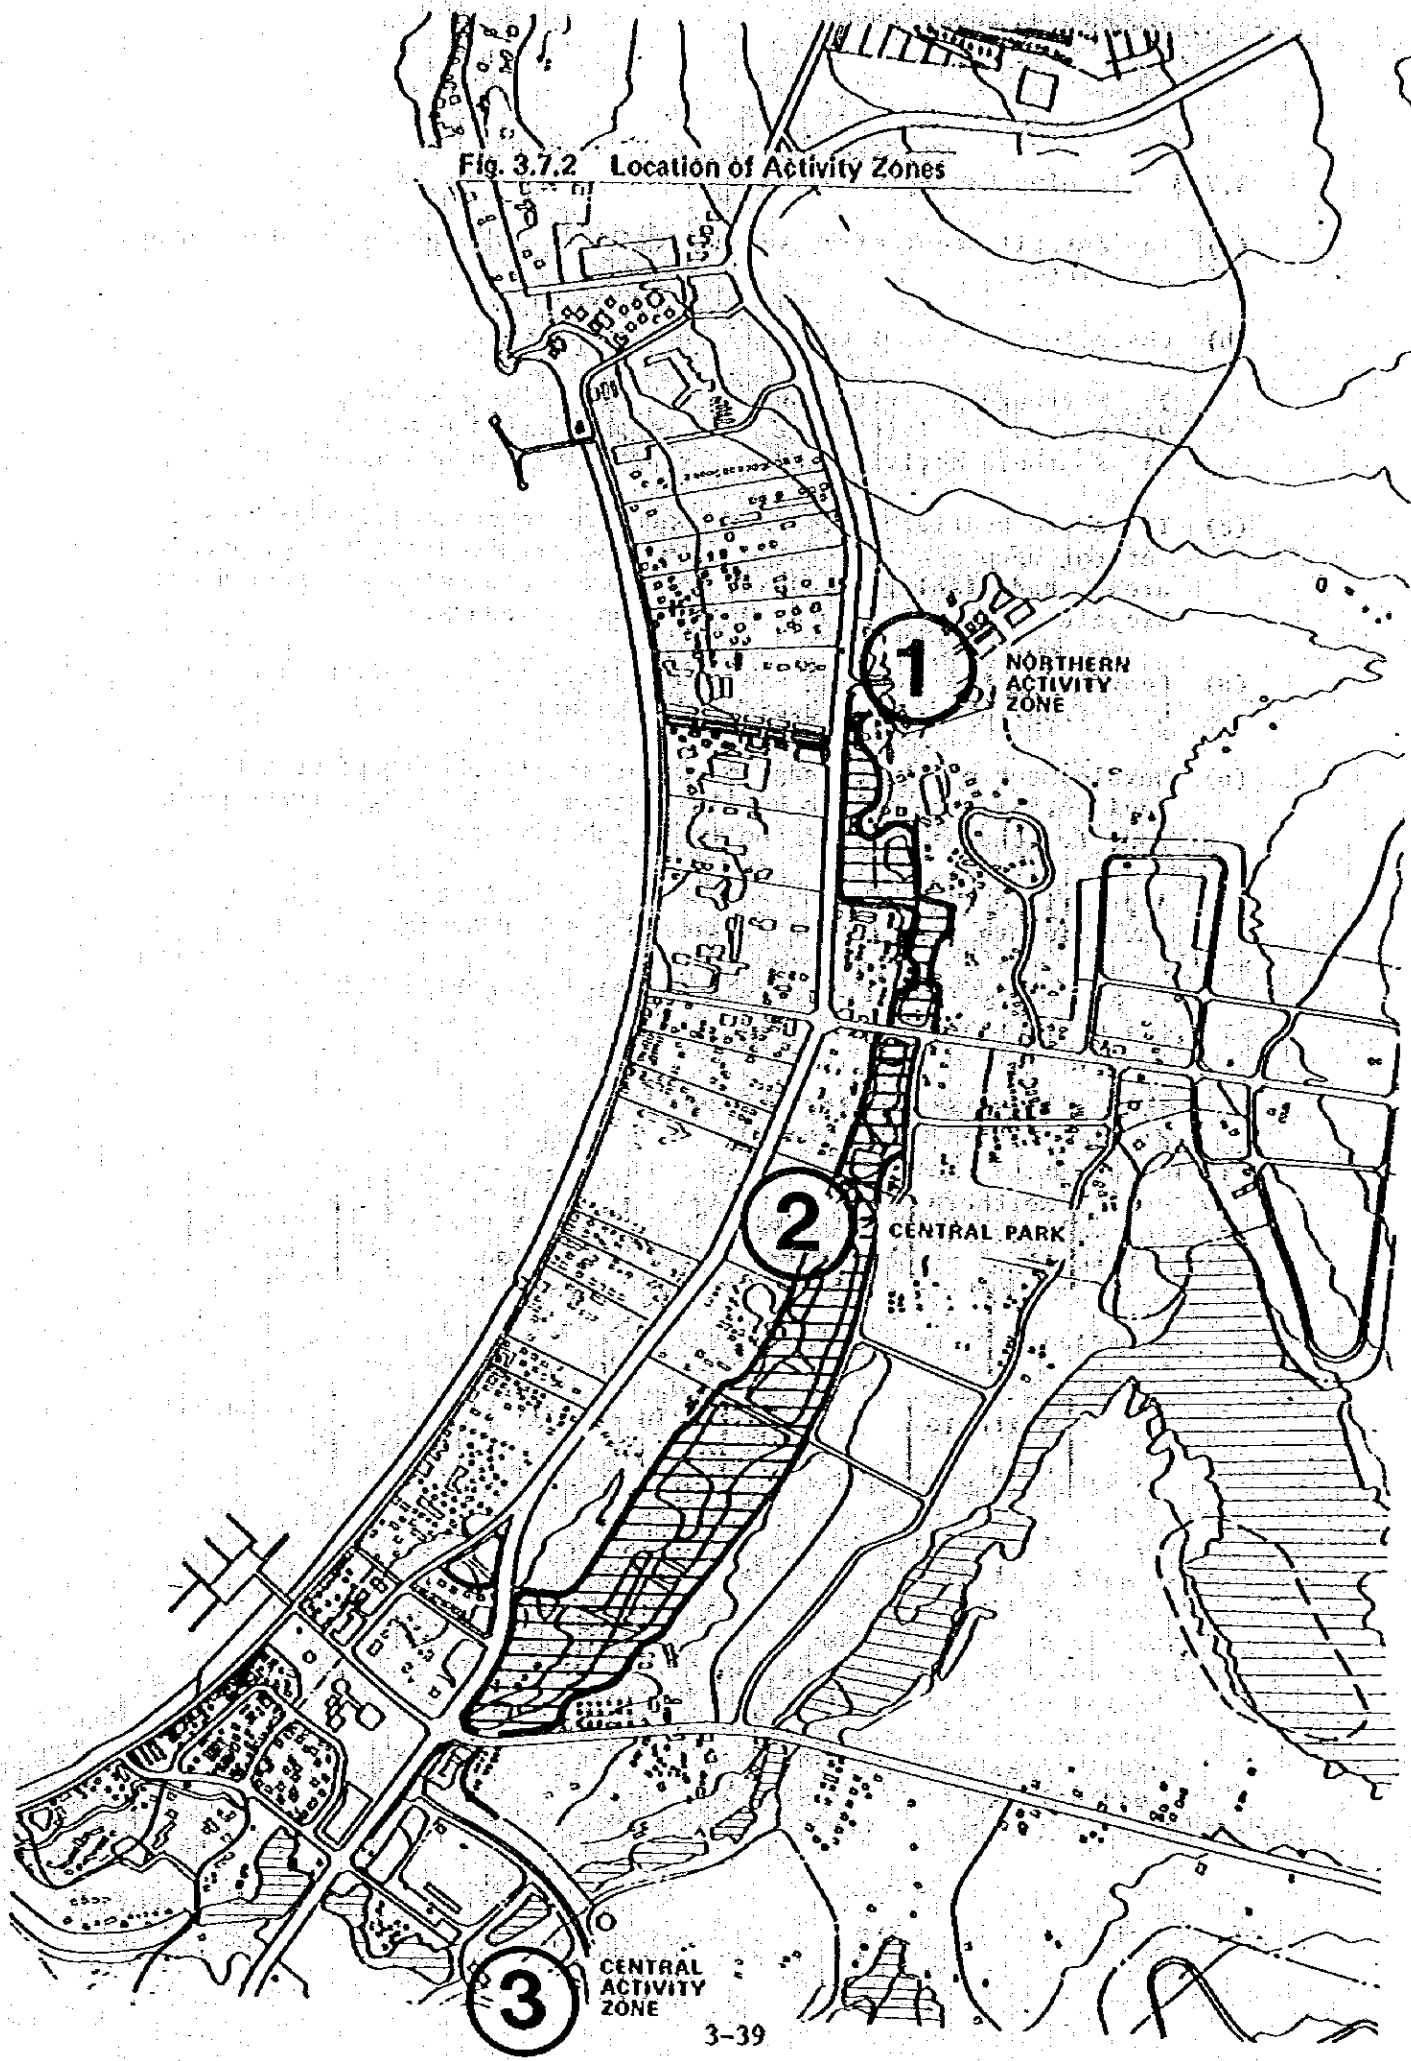 Fig. 3.7.2 Location of Activity Zones
1
NORTHERN
ACTIVITY
ZONE
2
CENTRAL PARK
3
CENTRAL
ACTIVITY
ZONE
3-39